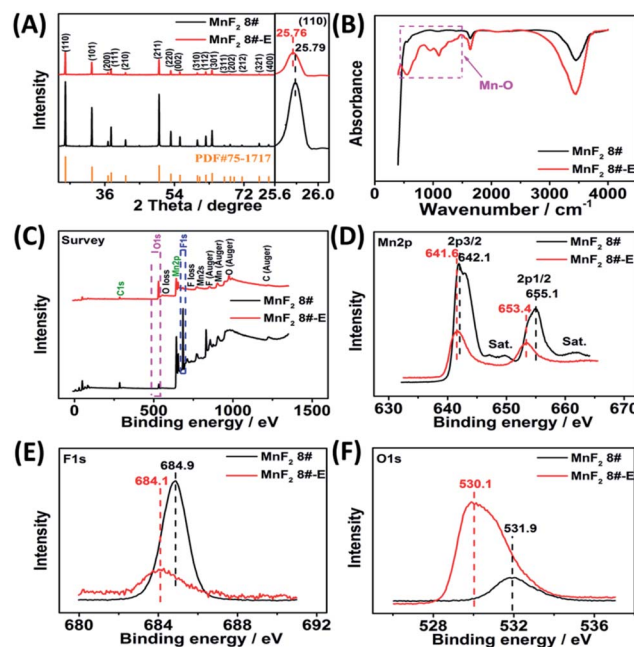 (A)
MnF2 8#
MnF2 8#-E
(110)
25.76
25.79
(110)
(101)
(200)
(111)
(210)
(211)
(220)
(002)
(310)
(112)
(301)
(311)
(202)
(212)
(321)
(400)
PDF#75-1717
Intensity
36 54 72 25.6 26.0
2 Theta / degree
(B)
Absorbance
Mn-O
MnF2 8#
MnF2 8#-E
0 1000 2000 3000 4000
Wavenumber / cm-1
(C)
Survey
Intensity
C1s
O1s
O loss
Mn2p
F1s
F loss
Mn2s
F (Auger)
Mn (Auger)
O (Auger)
C (Auger)
MnF2 8#
MnF2 8#-E
0 500 1000 1500
Binding energy / eV
(D)
Mn2p
Intensity
2p3/2
641.6
642.1
2p1/2
655.1
653.4
Sat.
Sat.
MnF2 8#
MnF2 8#-E
632 640 650 660 670
Binding energy / eV
(E)
F1s
Intensity
684.9
684.1
MnF2 8#
MnF2 8#-E
680 684 688 692
Binding energy / eV
(F)
O1s
Intensity
530.1
531.9
MnF2 8#
MnF2 8#-E
528 532 536
Binding energy / eV